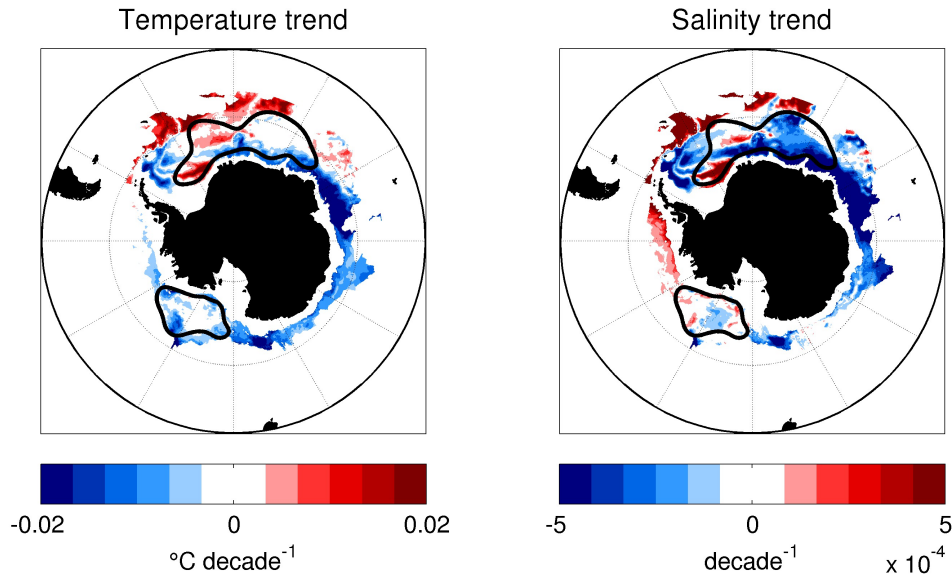 Temperature trend
Salinity trend
-0.02 0 0.02
°C decade⁻¹
-5 0 5
decade⁻¹
x 10⁻⁴